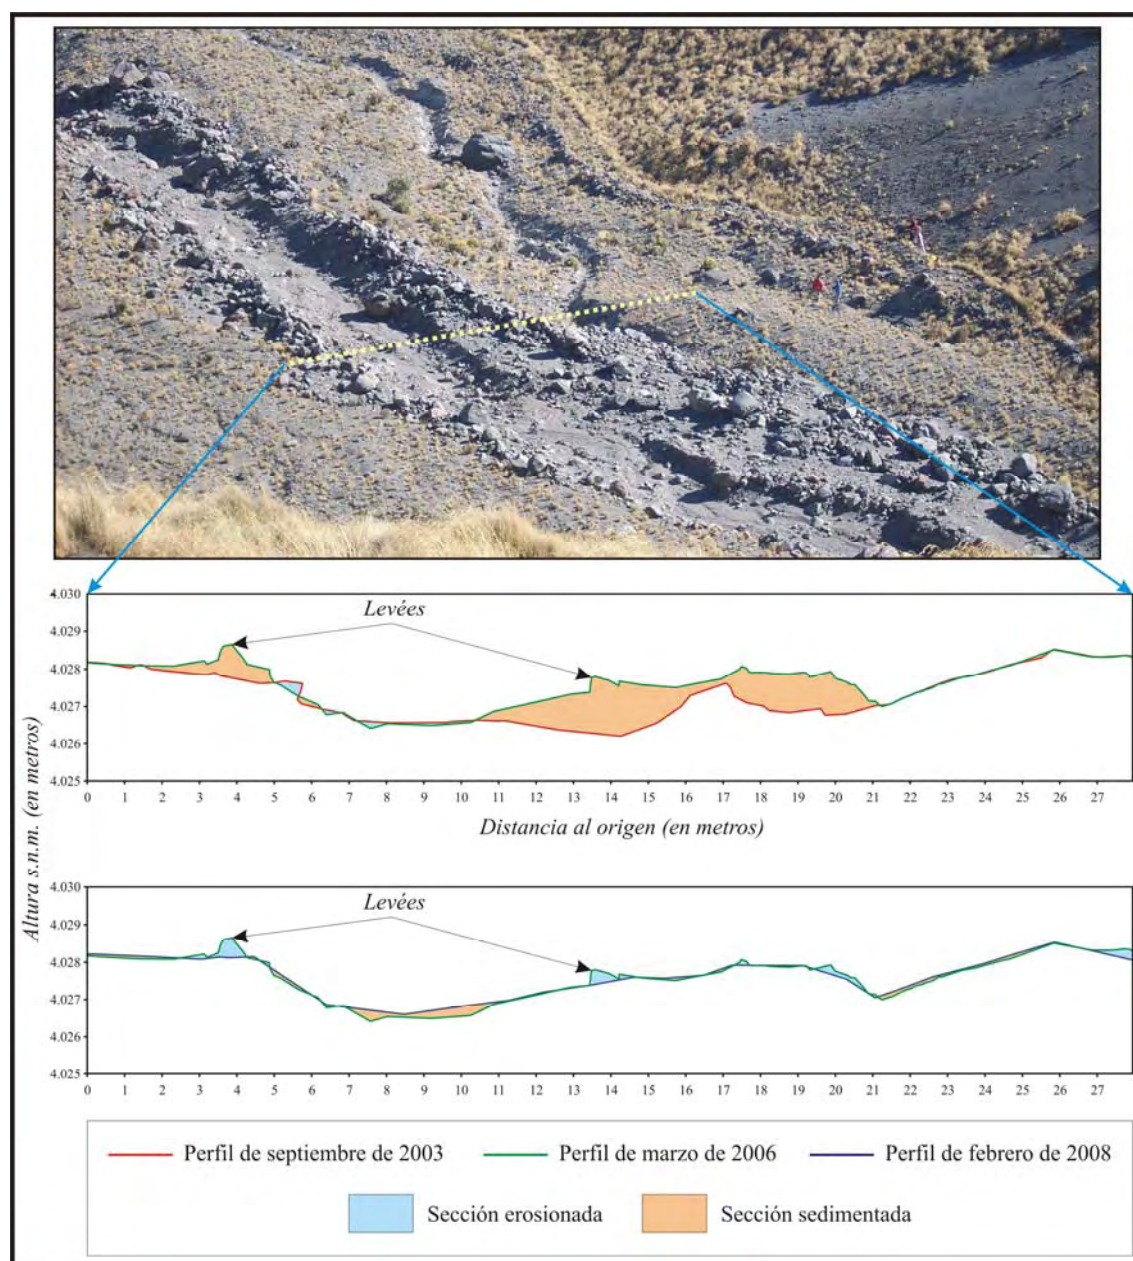 4.030
4.029
4.028
4.027
4.026
4.025
Levées
0 1 2 3 4 5 6 7 8 9 10 11 12 13 14 15 16 17 18 19 20 21 22 23 24 25 26 27
Distancia al origen (en metros)
Altura s.n.m. (en metros)
4.030
4.029
4.028
4.027
4.026
4.025
Levées
0 1 2 3 4 5 6 7 8 9 10 11 12 13 14 15 16 17 18 19 20 21 22 23 24 25 26 27
Perfil de septiembre de 2003 Perfil de marzo de 2006 Perfil de febrero de 2008
Sección erosionada Sección sedimentada